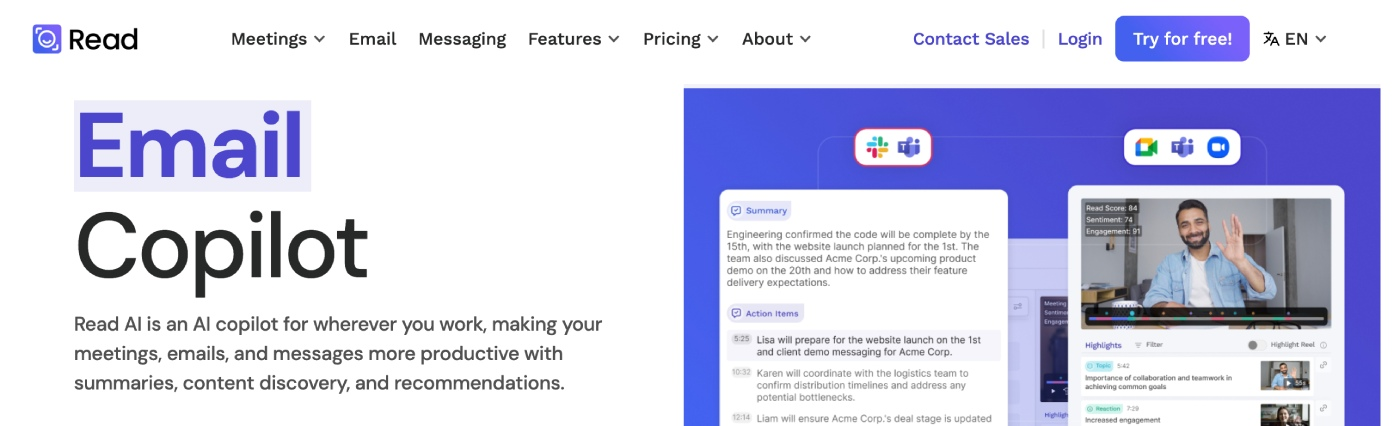 Read
Meetings
Email
Messaging
Features
Pricing
About
Contact Sales
Login
Try for free!
EN
Email
Copilot
Read AI is an AI copilot for wherever you work, making your
meetings, emails, and messages more productive with
summaries, content discovery, and recommendations.
Summary
Engineering confirmed the code will be complete by the
15th, with the website launch planned for the 1st. The
team also discussed Acme Corp.'s upcoming product
demo on the 20th and how to address their feature
delivery expectations.
Action Items
5:25 Lisa will prepare for the website launch on the 1st
and client demo messaging for Acme Corp.
10:32 Karen will coordinate with the logistics team to
confirm distribution timelines and address any
potential bottlenecks.
12:14 Liam will ensure Acme Corp.'s deal stage is updated
Meeting
Sentime
Engagem
Highlight
Read Score: 84
Sentiment: 74
Engagement: 91
Highlights
Filter
Highlight Reel
Topic 5:42
Importance of collaboration and teamwork in
achieving common goals
55s
Reaction 7:29
Increased engagement